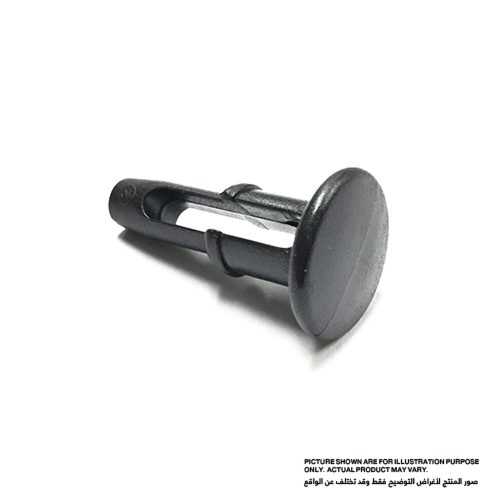 PICTURE SHOWN ARE FOR ILLUSTRATION PURPOSE
ONLY. ACTUAL PRODUCT MAY VARY.
صور المنتج لأغراض التوضيح فقط وقد تختلف عن الواقع